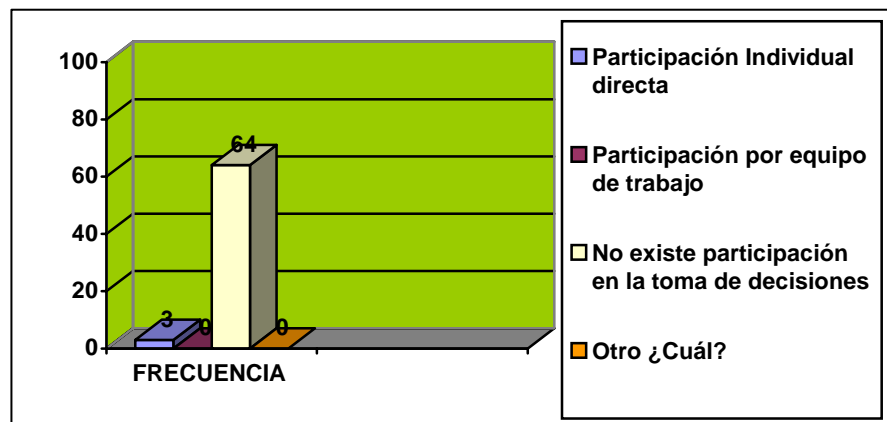 100
80
60
40
20
0
3
0
64
0
FRECUENCIA
Participación Individual
directa
Participación por equipo
de trabajo
No existe participación
en la toma de decisiones
Otro ¿Cuál?